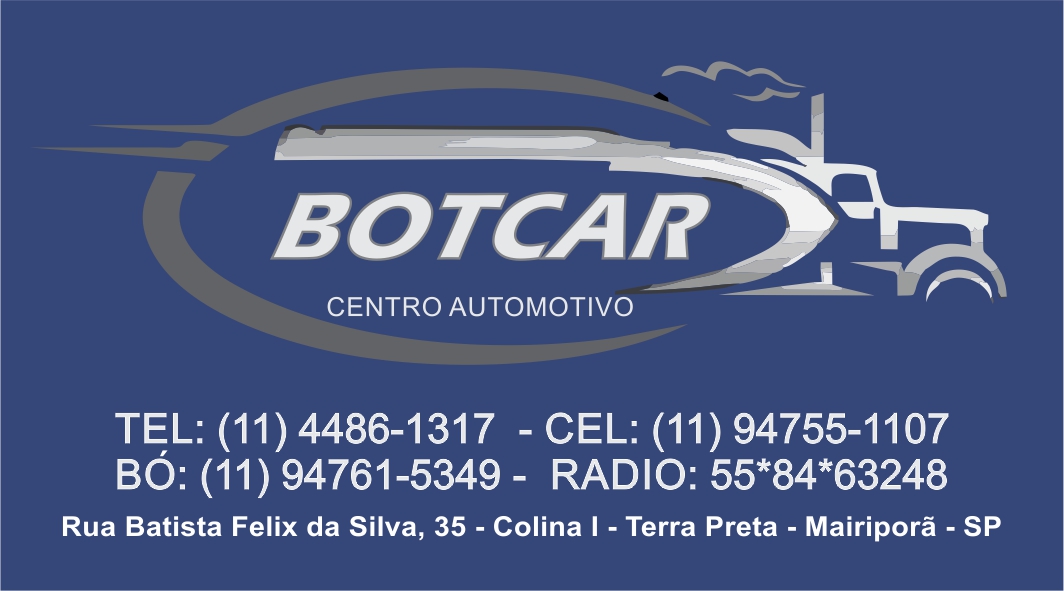 BOTCAR
CENTRO AUTOMOTIVO
TEL: (11) 4486-1317 - CEL: (11) 94755-1107
BÓ: (11) 94761-5349 - RADIO: 55*84*63248
Rua Batista Felix da Silva, 35 - Colina I - Terra Preta - Mairiporã - SP